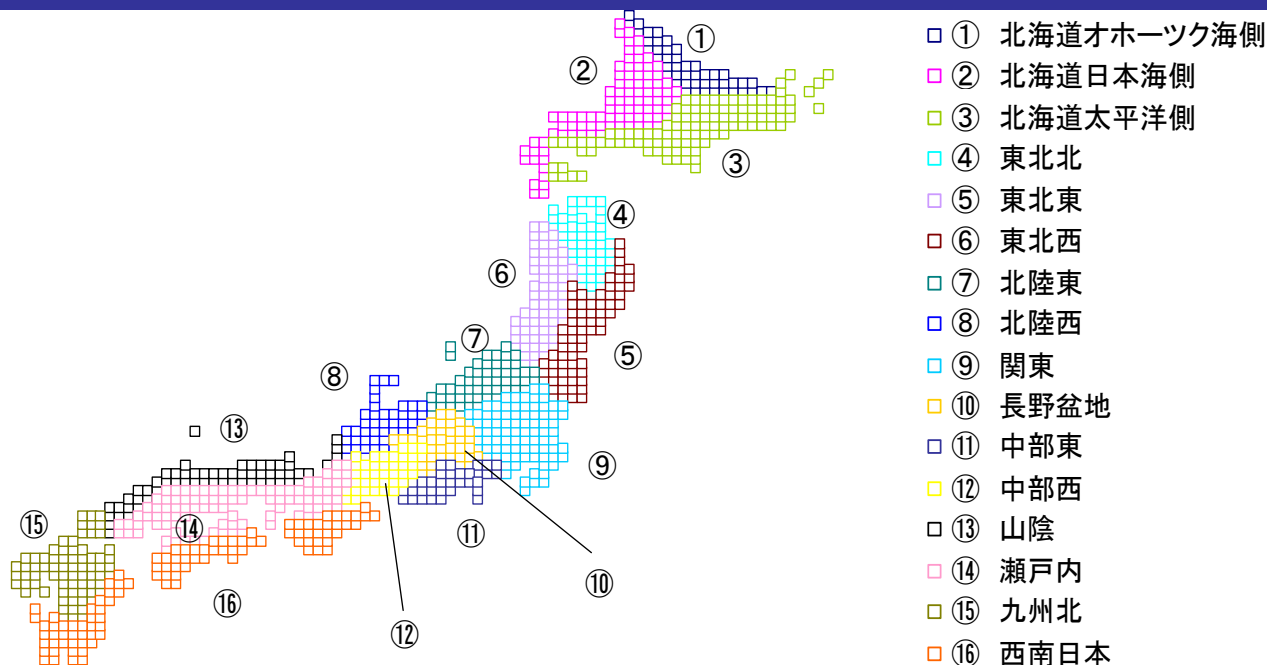 ①
②
③
④
⑥
⑦
⑤
⑧
⑬
⑨
⑮
⑭
⑪
⑩
⑯
⑫
① 北海道オホーツク海側
② 北海道日本海側
③ 北海道太平洋側
④ 東北北
⑤ 東北東
⑥ 東北西
⑦ 北陸東
⑧ 北陸西
⑨ 関東
⑩ 長野盆地
⑪ 中部東
⑫ 中部西
⑬ 山陰
⑭ 瀬戸内
⑮ 九州北
⑯ 西南日本